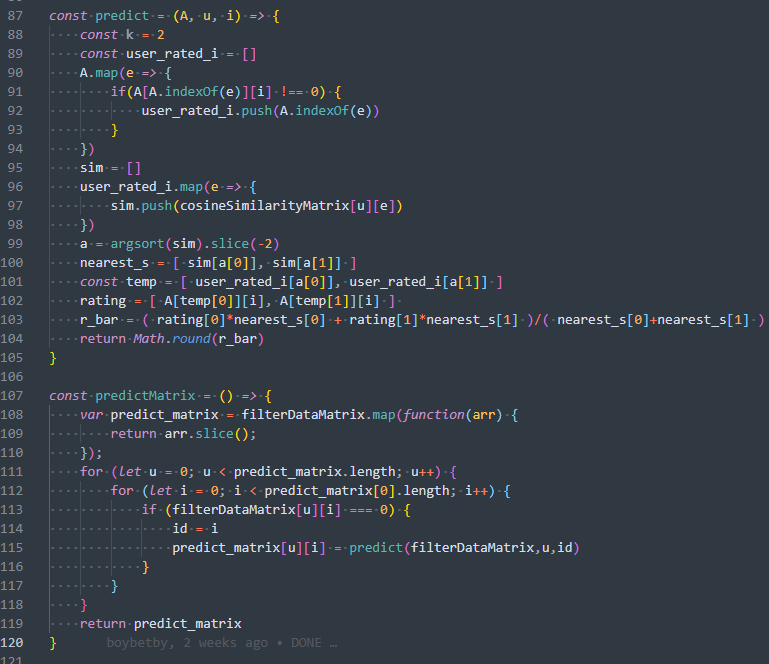 87 const predict = (A, u, i) => {
88 const k = 2
89 const user_rated_i = []
90 A.map(e => {
91 if(A[A.indexOf(e)][i] !== 0) {
92 user_rated_i.push(A.indexOf(e))
93 }
94 })
95 sim = []
96 user_rated_i.map(e => {
97 sim.push(cosineSimilarityMatrix[u][e])
98 })
99 a = argsort(sim).slice(-2)
100 nearest_s = [ sim[a[0]], sim[a[1]] ]
101 const temp = [ user_rated_i[a[0]], user_rated_i[a[1]] ]
102 rating = [ A[temp[0]][i], A[temp[1]][i] ]
103 r_bar = ( rating[0]*nearest_s[0] + rating[1]*nearest_s[1] )/( nearest_s[0]+nearest_s[1] )
104 return Math.round(r_bar)
105 }
106
107 const predictMatrix = () => {
108 var predict_matrix = filterDataMatrix.map(function(arr) {
109 return arr.slice();
110 });
111 for (let u = 0; u < predict_matrix.length; u++) {
112 for (let i = 0; i < predict_matrix[0].length; i++) {
113 if (filterDataMatrix[u][i] === 0) {
114 id = i
115 predict_matrix[u][i] = predict(filterDataMatrix,u,id)
116 }
117 }
118 }
119 return predict_matrix
120 } boybetby, 2 weeks ago • DONE …
121